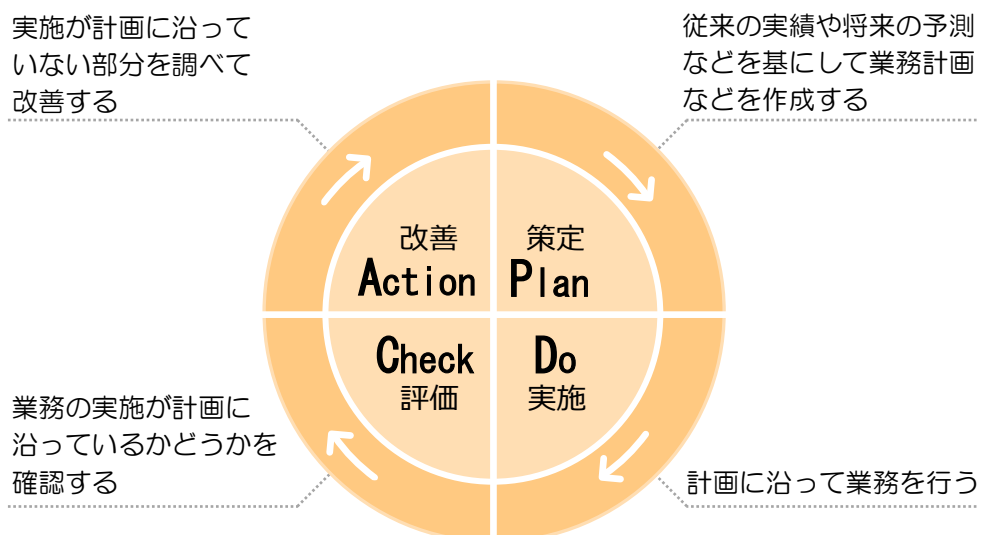 実施が計画に沿って
いない部分を調べて
改善する
従来の実績や将来の予測
などを基にして業務計画
などを作成する
改善
Action
策定
Plan
Check
評価
Do
実施
業務の実施が計画に
沿っているかどうかを
確認する
計画に沿って業務を行う